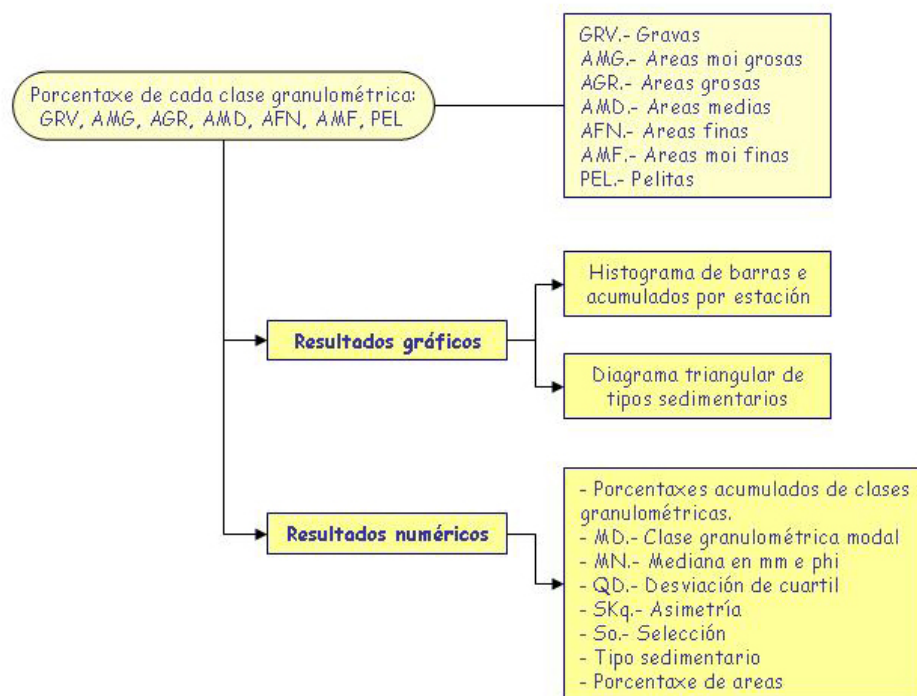 Porcentaxe de cada clase granulométrica:
GRV, AMG, AGR, AMD, AFN, AMF, PEL
GRV.- Gravas
AMG.- Areas moi grosas
AGR.- Areas grosas
AMD.- Areas medias
AFN.- Areas finas
AMF.- Areas moi finas
PEL.- Pelitas
Resultados gráficos
Histograma de barras e
acumulados por estación
Diagrama triangular de
tipos sedimentarios
Resultados numéricos
- Porcentaxes acumulados de clases
granulométricas.
- MD.- Clase granulométrica modal
- MN.- Mediana en mm e phi
- QD.- Desviación de cuartil
- SKq.- Asimetría
- So.- Selección
- Tipo sedimentario
- Porcentaxe de areas